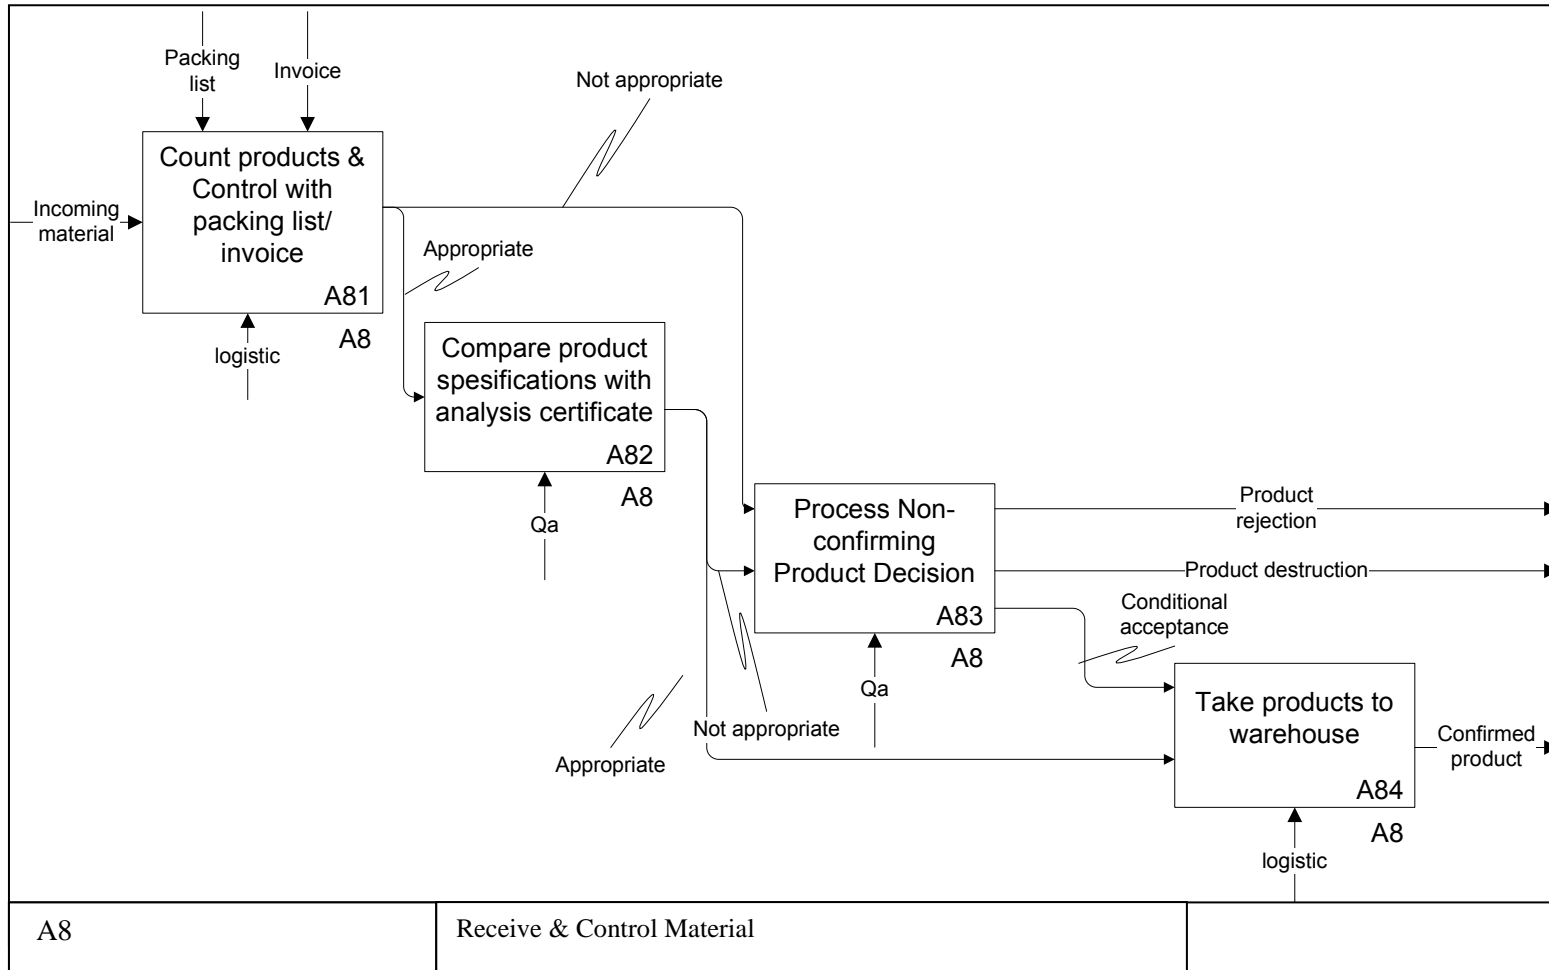 Packing
list
Invoice
Not appropriate
Count products &
Control with
packing list/
invoice
A81
A8
Incoming
material
Appropriate
logistic
Compare product
spesifications with
analysis certificate
A82
A8
Qa
Process Non-
confirming
Product Decision
A83
A8
Product
rejection
Product destruction
Conditional
acceptance
Qa
Not appropriate
Appropriate
Take products to
warehouse
A84
A8
Confirmed
product
logistic
A8
Receive & Control Material